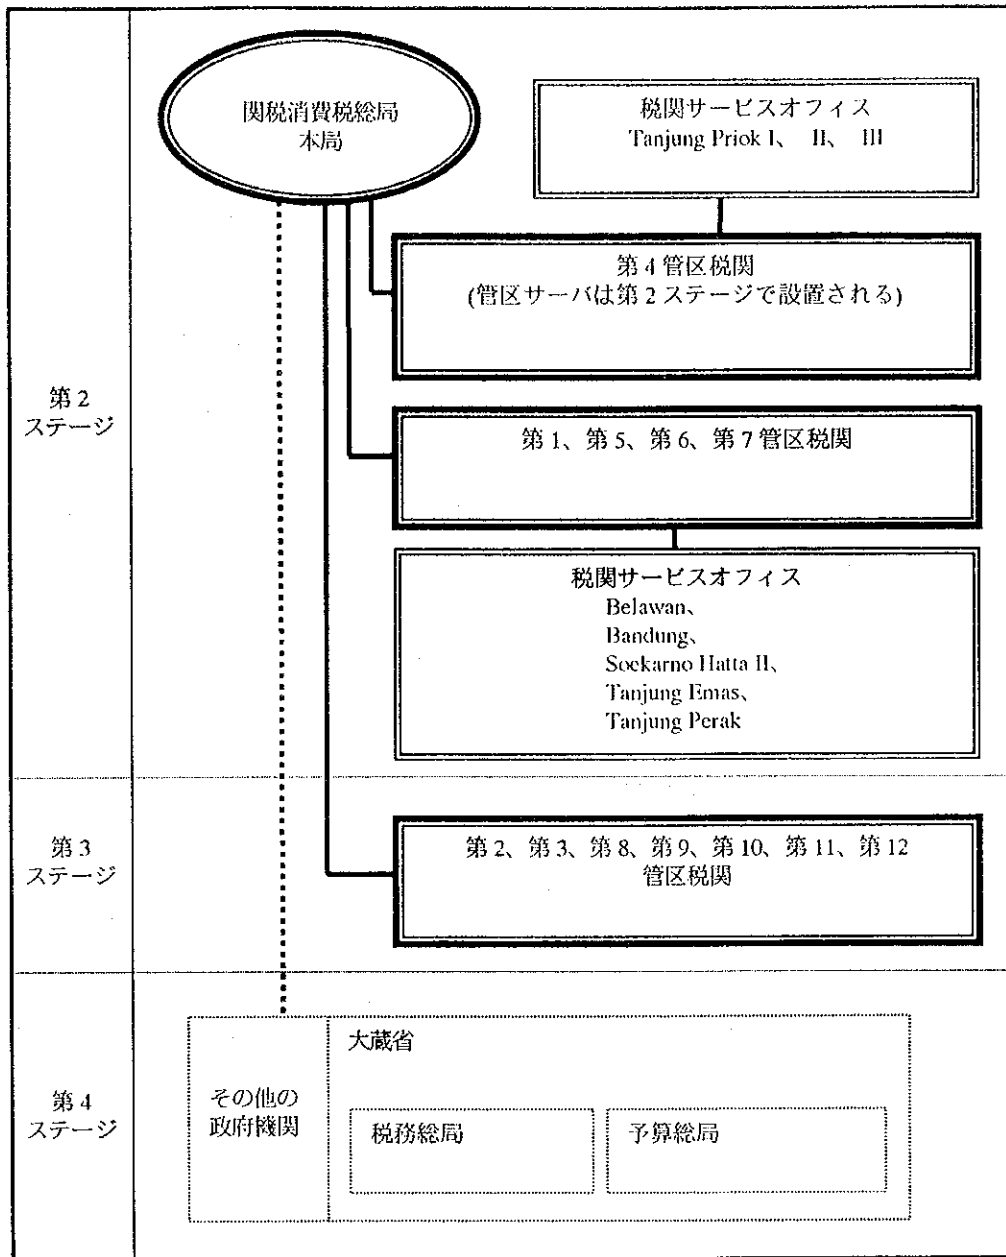 関税消費税総局
本局
税関サービスオフィス
Tanjung Priok I、 II、 III
第 4 管区税関
(管区サーバは第 2 ステージで設置される)
第 2
ステージ
第 1、第 5、第 6、第 7 管区税関
税関サービスオフィス
Belawan、
Bandung、
Soekarno Hatta II、
Tanjung Emas、
Tanjung Perak
第 3
ステージ
第 2、第 3、第 8、第 9、第 10、第 11、第 12
管区税関
第 4
ステージ
その他の
政府機関
大蔵省
税務総局
予算総局